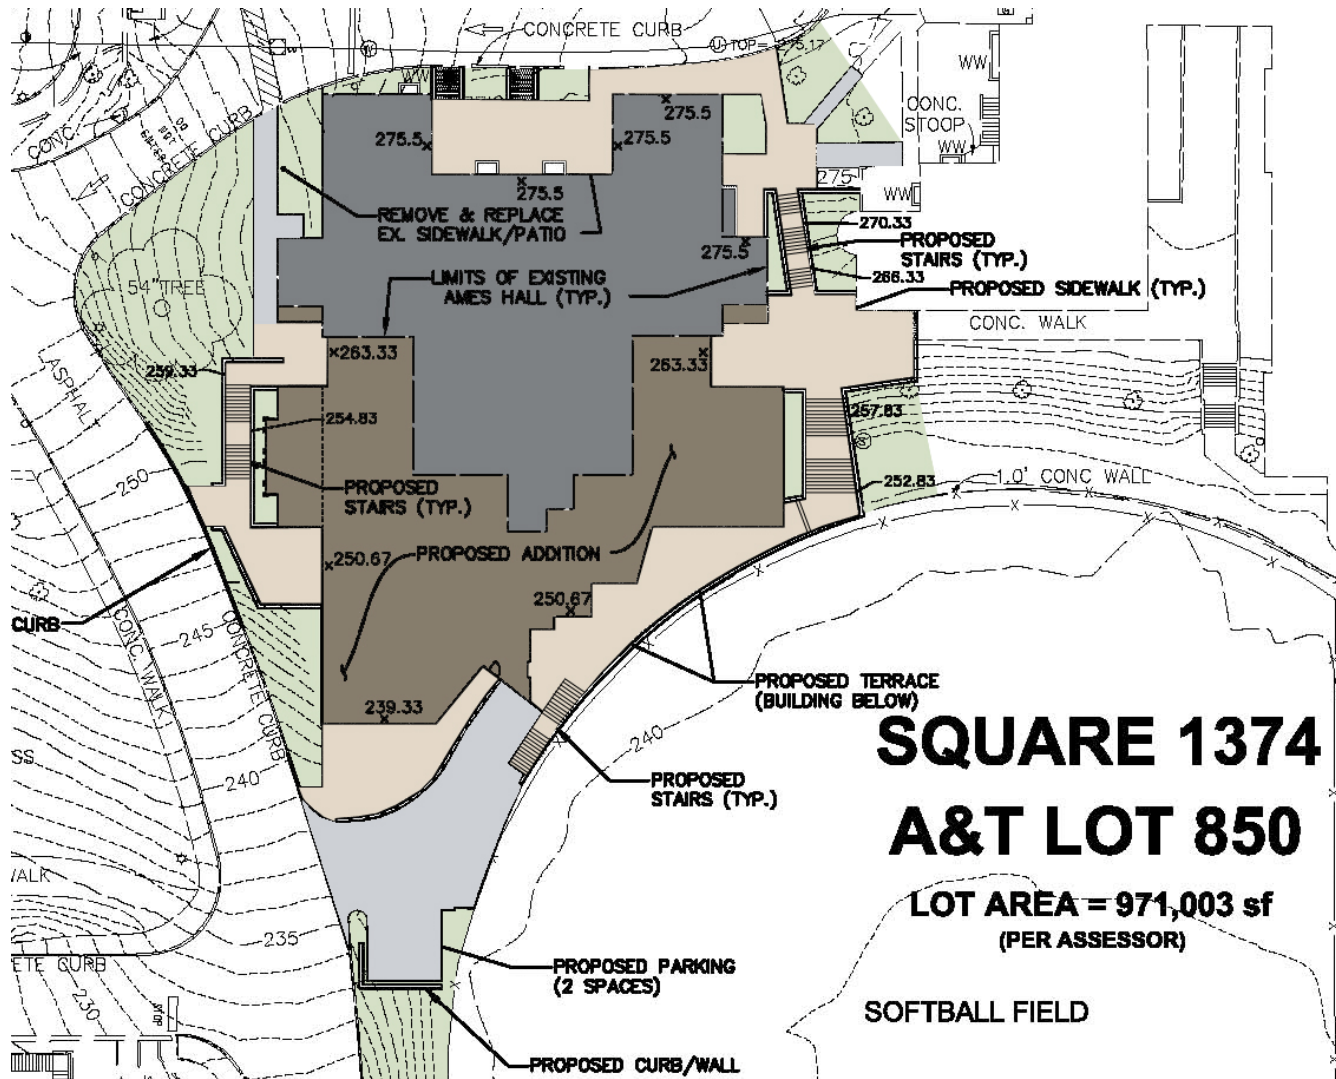 CONCRETE CURB
TOP= 275.17
WW
WW
CONC.
STOOP
WW
CONC
CONCRETE CURB
275.5
275.5
275.5
275.5
275
WW
REMOVE & REPLACE
EX. SIDEWALK/PATIO
275.5
270.33
PROPOSED
STAIRS (TYP.)
LIMITS OF EXISTING
AMES HALL (TYP.)
266.33
PROPOSED SIDEWALK (TYP.)
54"TREE
CONC. WALK
263.33
263.33
259.33
ASPHALT
254.83
257.83
250
PROPOSED
STAIRS (TYP.)
252.83
1.0' CONC WALL
PROPOSED ADDITION
250.67
250.67
CURB
CONC WALK
245
CONCRETE CURB
PROPOSED TERRACE
(BUILDING BELOW)
239.33
240
SQUARE 1374
240
PROPOSED
STAIRS (TYP.)
A&T LOT 850
LOT AREA = 971,003 sf
(PER ASSESSOR)
235
PROPOSED PARKING
(2 SPACES)
230
SOFTBALL FIELD
PROPOSED CURB/WALL